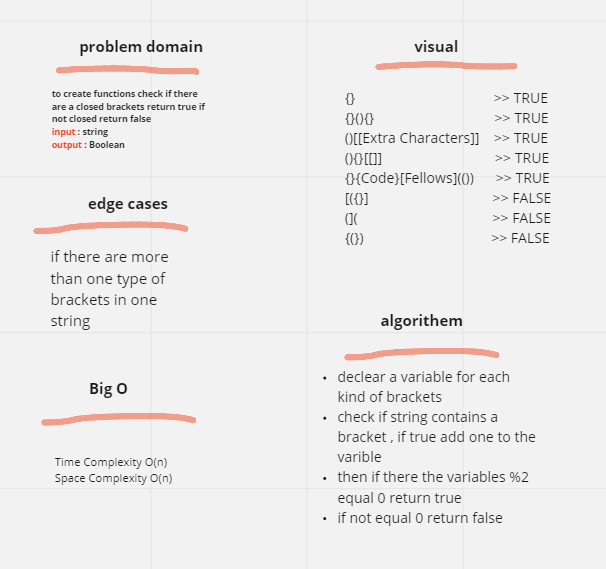 problem domain
to create functions check if there
are a closed brackets return true if
not closed return false
input : string
output : Boolean
edge cases
if there are more
than one type of
brackets in one
string
Big O
Time Complexity O(n)
Space Complexity O(n)
visual
{} >> TRUE
{}(){} >> TRUE
()[[Extra Characters]] >> TRUE
(){}[[]] >> TRUE
{}{Code}[Fellows](()) >> TRUE
[({}] >> FALSE
(]( >> FALSE
{(}) >> FALSE
algorithem
• declear a variable for each
kind of brackets
• check if string contains a
bracket , if true add one to the
varible
• then if there the variables %2
equal 0 return true
• if not equal 0 return false